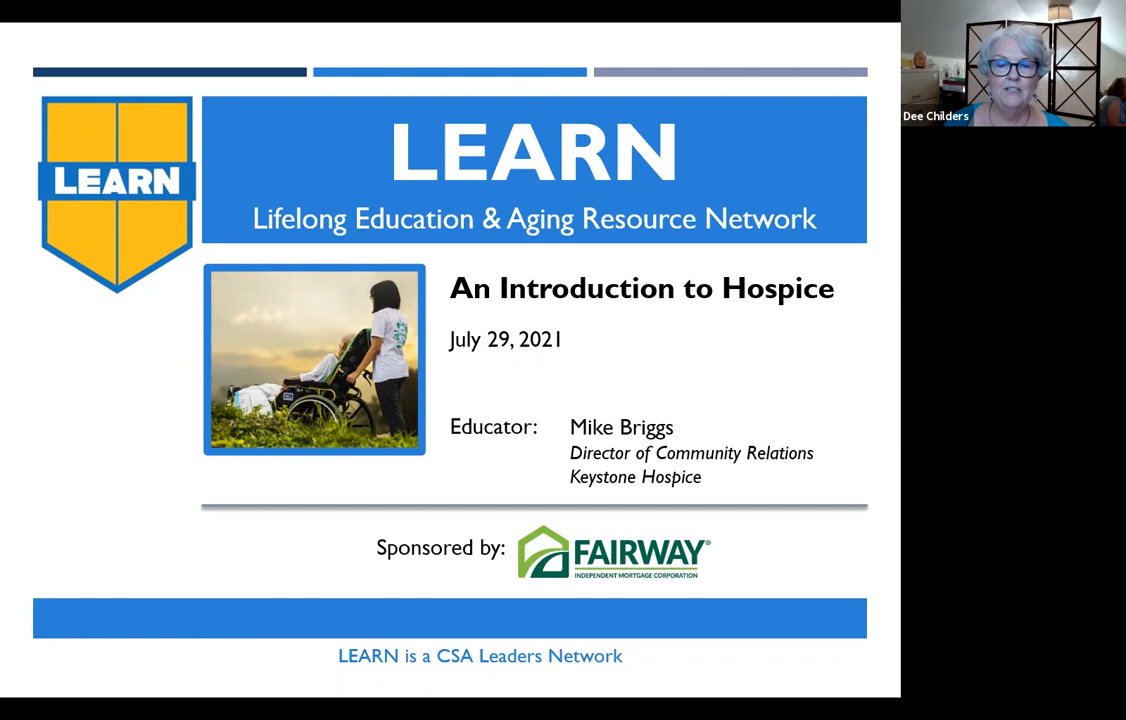 LEARN
LEARN
Lifelong Education & Aging Resource Network
An Introduction to Hospice
July 29, 2021
Educator: Mike Briggs
Director of Community Relations
Keystone Hospice
Sponsored by: FAIRWAY®
INDEPENDENT MORTGAGE CORPORATION
LEARN is a CSA Leaders Network
Dee Childers